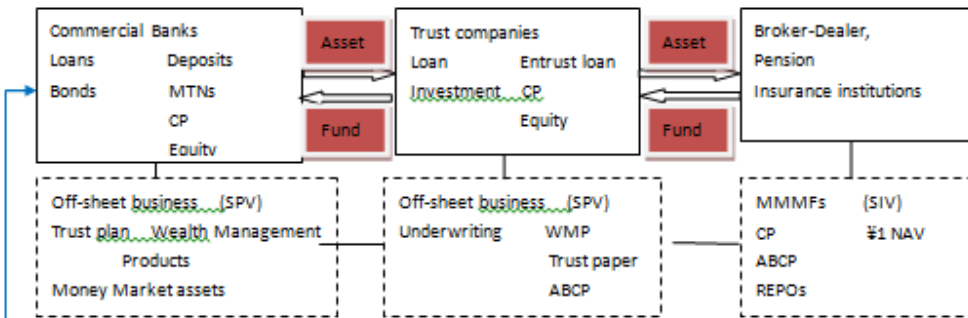 Commercial Banks
Loans Deposits
Bonds MTNs
CP
Equity
Asset
Fund
Trust companies
Loan Entrust loan
Investment CP
Equity
Asset
Fund
Broker-Dealer,
Pension
Insurance institutions
Off-sheet business (SPV)
Trust plan Wealth Management
Products
Money Market assets
Off-sheet business (SPV)
Underwriting WMP
Trust paper
ABCP
MMMFs (SIV)
CP ¥1 NAV
ABCP
REPOs